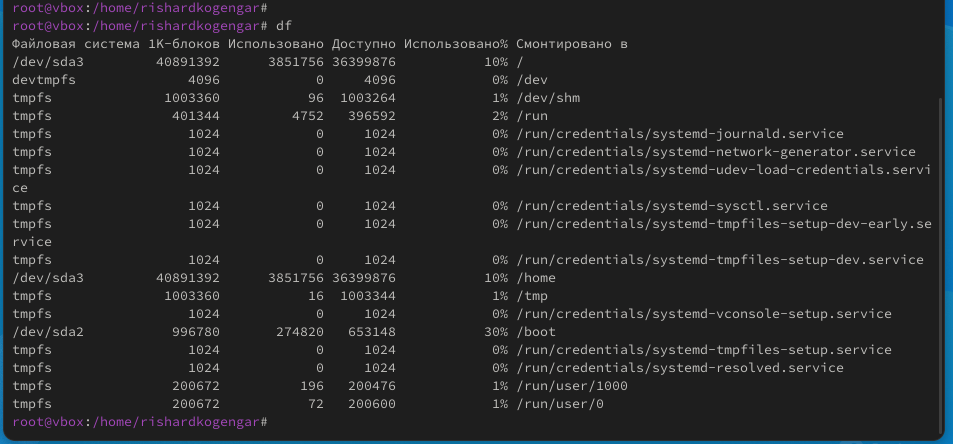 root@vbox:/home/rishardkogengar#
root@vbox:/home/rishardkogengar# df
Файловая система 1K-блоков Использовано Доступно Использовано% Смонтировано в
/dev/sda3         40891392      3851756 36399876           10% /
devtmpfs              4096            0     4096            0% /dev
tmpfs              1003360           96  1003264            1% /dev/shm
tmpfs               401344         4752   396592            2% /run
tmpfs                 1024            0     1024            0% /run/credentials/systemd-journald.service
tmpfs                 1024            0     1024            0% /run/credentials/systemd-network-generator.service
tmpfs                 1024            0     1024            0% /run/credentials/systemd-udev-load-credentials.servi
ce
tmpfs                 1024            0     1024            0% /run/credentials/systemd-sysctl.service
tmpfs                 1024            0     1024            0% /run/credentials/systemd-tmpfiles-setup-dev-early.se
rvice
tmpfs                 1024            0     1024            0% /run/credentials/systemd-tmpfiles-setup-dev.service
/dev/sda3         40891392      3851756 36399876           10% /home
tmpfs              1003360           16  1003344            1% /tmp
tmpfs                 1024            0     1024            0% /run/credentials/systemd-vconsole-setup.service
/dev/sda2           996780       274820   653148           30% /boot
tmpfs                 1024            0     1024            0% /run/credentials/systemd-tmpfiles-setup.service
tmpfs                 1024            0     1024            0% /run/credentials/systemd-resolved.service
tmpfs               200672          196   200476            1% /run/user/1000
tmpfs               200672           72   200600            1% /run/user/0
root@vbox:/home/rishardkogengar#